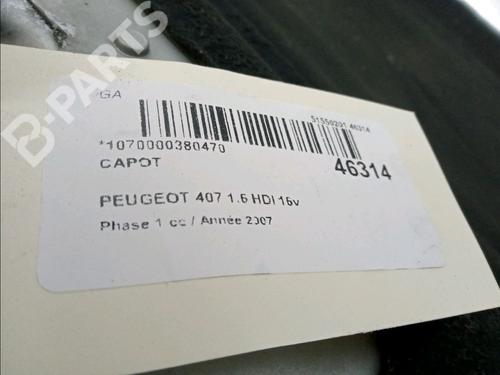 B-PARTS
GA
51550201 46314
*1070000380470
46314
CAPOT
PEUGEOT 407 1.6 HDI 16v
Phase 1 cc / Année 2007